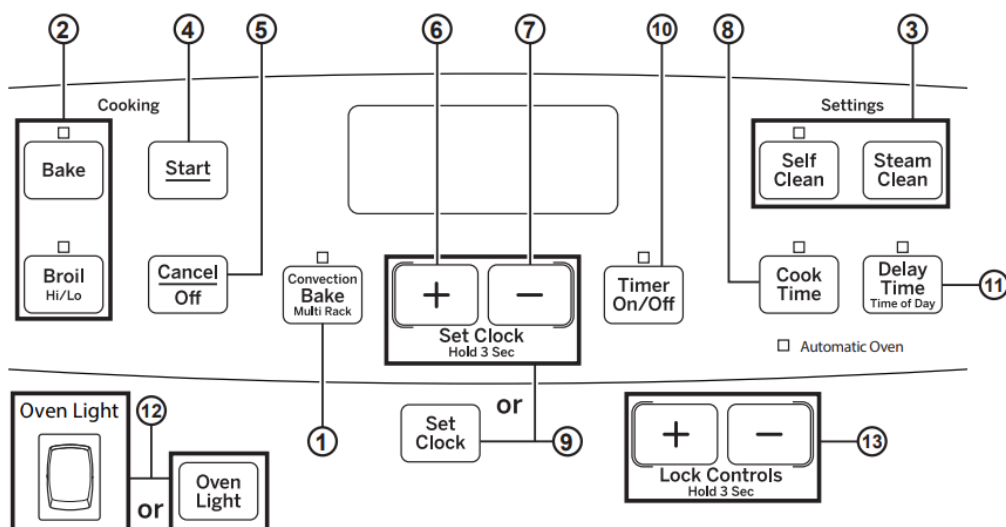 2
4
5
6
7
10
8
3
Cooking
Settings
Bake
Start
Self
Clean
Steam
Clean
Broil
Hi/Lo
Cancel
Off
Convection
Bake
Multi Rack
+
−
Set Clock
Hold 3 Sec
Timer
On/Off
Cook
Time
Delay
Time
Time of Day
11
Automatic Oven
Oven Light
12
or
Oven
Light
1
Set
Clock
or
9
+
−
Lock Controls
Hold 3 Sec
13